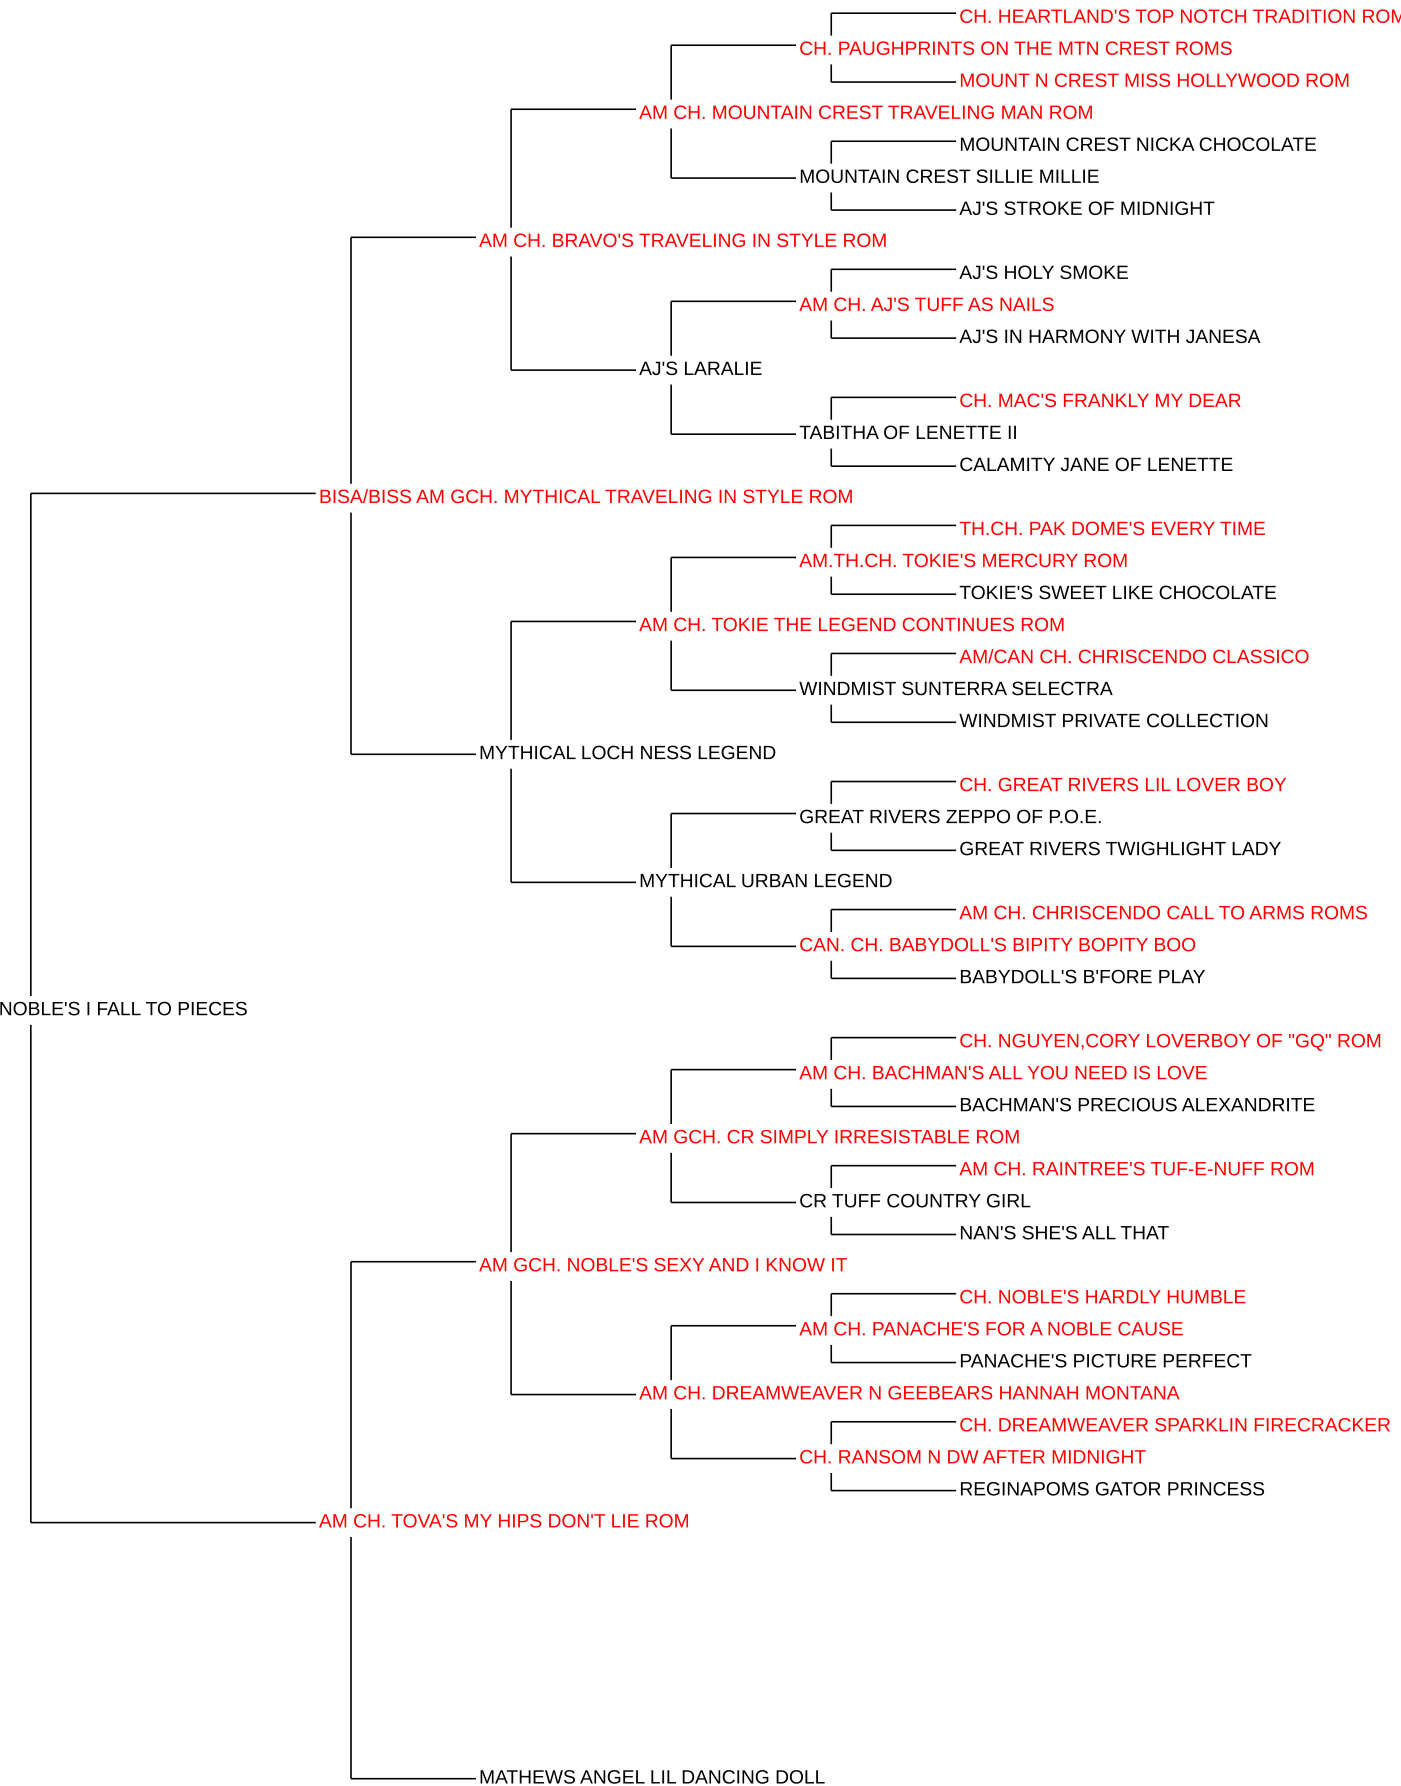 CH. HEARTLAND'S TOP NOTCH TRADITION ROM
CH. PAUGHPRINTS ON THE MTN CREST ROMS
MOUNT N CREST MISS HOLLYWOOD ROM
AM CH. MOUNTAIN CREST TRAVELING MAN ROM
MOUNTAIN CREST NICKA CHOCOLATE
MOUNTAIN CREST SILLIE MILLIE
AJ'S STROKE OF MIDNIGHT
AM CH. BRAVO'S TRAVELING IN STYLE ROM
AJ'S HOLY SMOKE
AM CH. AJ'S TUFF AS NAILS
AJ'S IN HARMONY WITH JANESA
AJ'S LARALIE
CH. MAC'S FRANKLY MY DEAR
TABITHA OF LENETTE II
CALAMITY JANE OF LENETTE
BISA/BISS AM GCH. MYTHICAL TRAVELING IN STYLE ROM
TH.CH. PAK DOME'S EVERY TIME
AM.TH.CH. TOKIE'S MERCURY ROM
TOKIE'S SWEET LIKE CHOCOLATE
AM CH. TOKIE THE LEGEND CONTINUES ROM
AM/CAN CH. CHRISCENDO CLASSICO
WINDMIST SUNTERRA SELECTRA
WINDMIST PRIVATE COLLECTION
MYTHICAL LOCH NESS LEGEND
CH. GREAT RIVERS LIL LOVER BOY
GREAT RIVERS ZEPPO OF P.O.E.
GREAT RIVERS TWIGHLIGHT LADY
MYTHICAL URBAN LEGEND
AM CH. CHRISCENDO CALL TO ARMS ROMS
CAN. CH. BABYDOLL'S BIPITY BOPITY BOO
BABYDOLL'S B'FORE PLAY
NOBLE'S I FALL TO PIECES
CH. NGUYEN,CORY LOVERBOY OF "GQ" ROM
AM CH. BACHMAN'S ALL YOU NEED IS LOVE
BACHMAN'S PRECIOUS ALEXANDRITE
AM GCH. CR SIMPLY IRRESISTABLE ROM
AM CH. RAINTREE'S TUF-E-NUFF ROM
CR TUFF COUNTRY GIRL
NAN'S SHE'S ALL THAT
AM GCH. NOBLE'S SEXY AND I KNOW IT
CH. NOBLE'S HARDLY HUMBLE
AM CH. PANACHE'S FOR A NOBLE CAUSE
PANACHE'S PICTURE PERFECT
AM CH. DREAMWEAVER N GEEBEARS HANNAH MONTANA
CH. DREAMWEAVER SPARKLIN FIRECRACKER
CH. RANSOM N DW AFTER MIDNIGHT
REGINAPOMS GATOR PRINCESS
AM CH. TOVA'S MY HIPS DON'T LIE ROM
MATHEWS ANGEL LIL DANCING DOLL